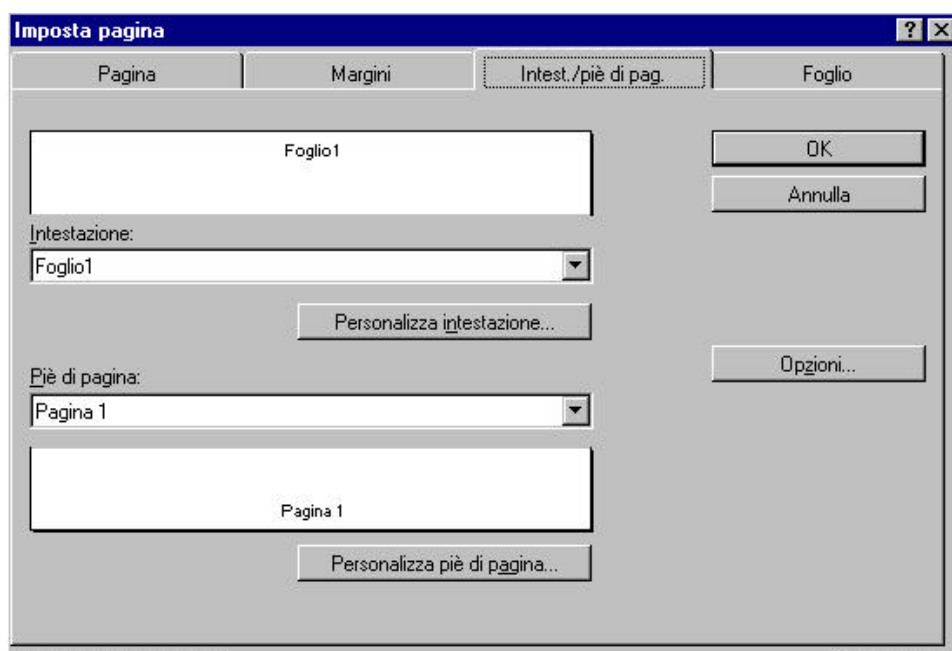 Imposta pagina
Pagina Margini Intest./piè di pag. Foglio
Foglio1
OK
Annulla
Intestazione:
Foglio1
Personalizza intestazione...
Opzioni...
Piè di pagina:
Pagina 1
Pagina 1
Personalizza piè di pagina...